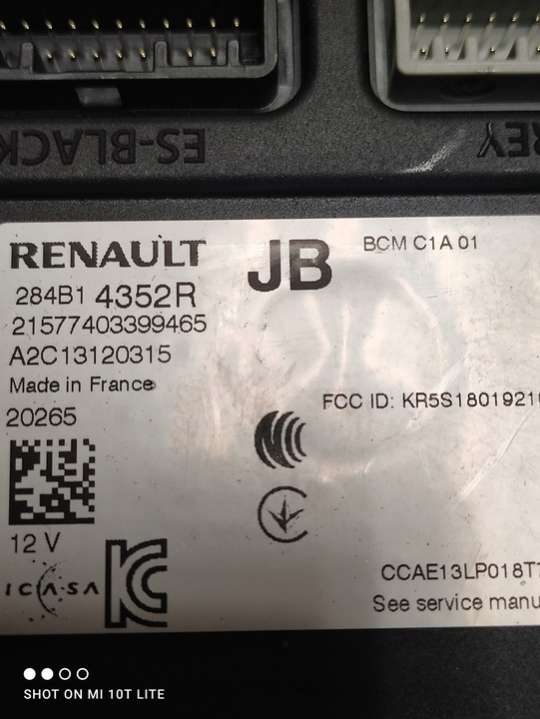 ES-BLACK
REY
RENAULT
JB
BCM C1A 01
284B1 4352R
21577403399465
A2C13120315
Made in France
FCC ID: KR5S1801921
20265
12 V
ICASA
CCAE13LP018T
See service manu
SHOT ON MI 10T LITE